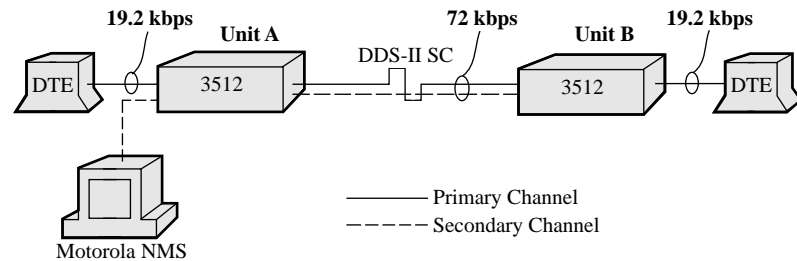 19.2 kbps
Unit A
DDS-II SC
72 kbps
Unit B
19.2 kbps
DTE
3512
3512
DTE
Primary Channel
Secondary Channel
Motorola NMS